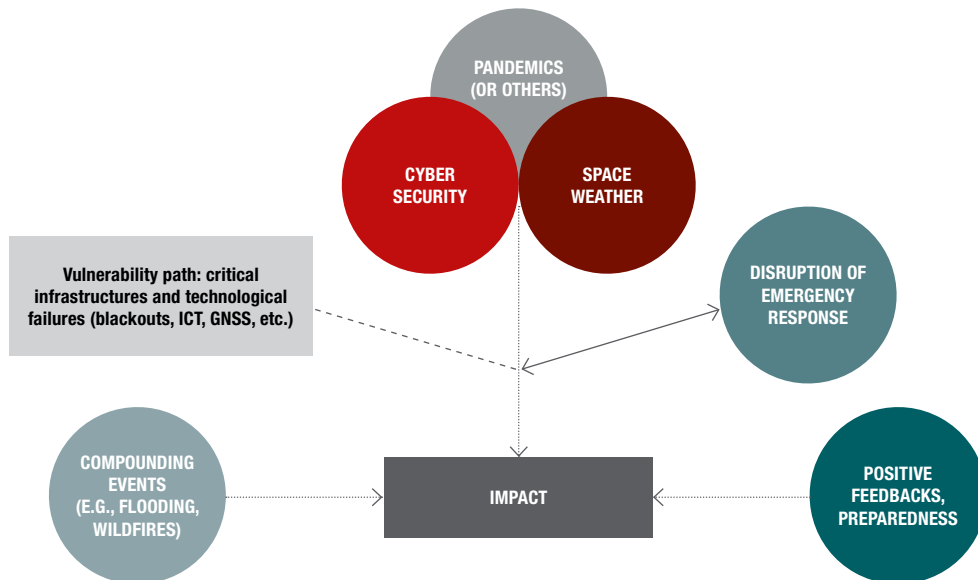 PANDEMICS
(OR OTHERS)
CYBER
SECURITY
SPACE
WEATHER
Vulnerability path: critical
infrastructures and technological
failures (blackouts, ICT, GNSS, etc.)
DISRUPTION OF
EMERGENCY
RESPONSE
COMPOUNDING
EVENTS
(E.G., FLOODING,
WILDFIRES)
IMPACT
POSITIVE
FEEDBACKS,
PREPAREDNESS